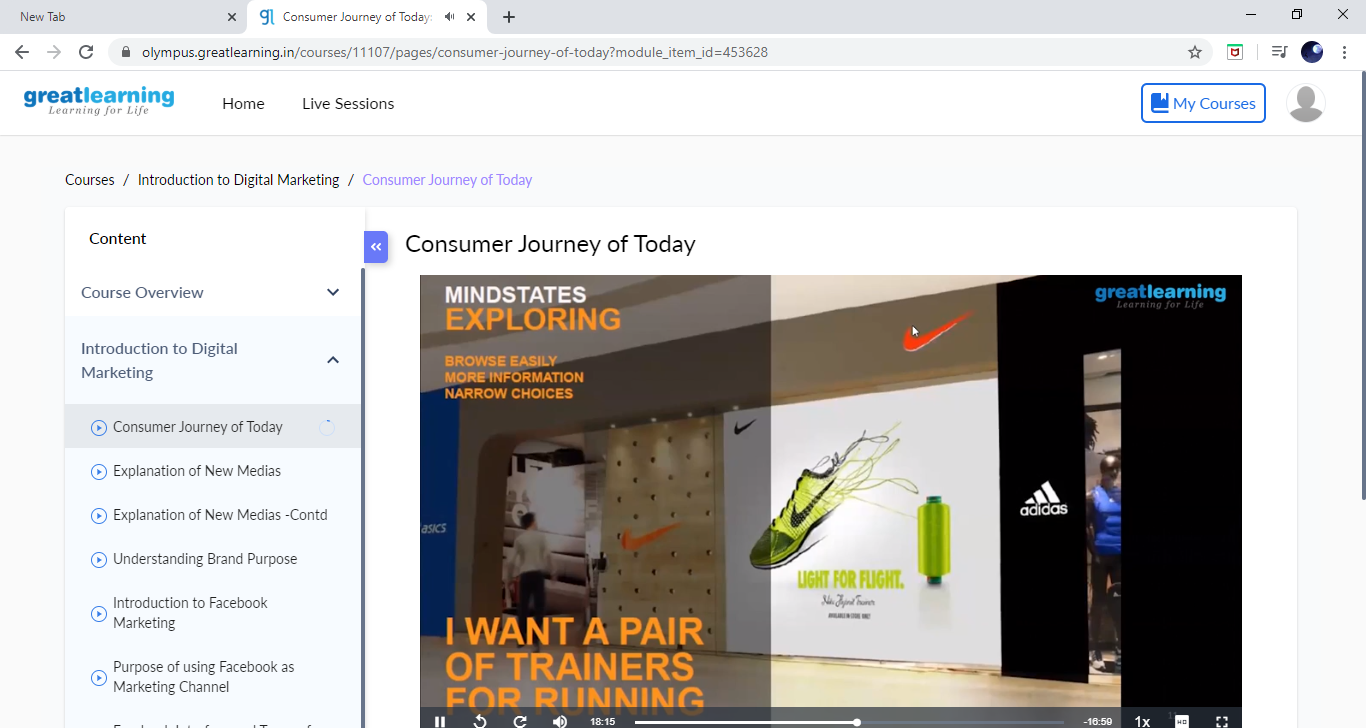 New Tab
Consumer Journey of Today:
olympus.greatlearning.in/courses/11107/pages/consumer-journey-of-today?module_item_id=453628
greatlearning
Learning for Life
Home
Live Sessions
My Courses
Courses / Introduction to Digital Marketing / Consumer Journey of Today
Content
Course Overview
Introduction to Digital
Marketing
Consumer Journey of Today
Explanation of New Medias
Explanation of New Medias -Contd
Understanding Brand Purpose
Introduction to Facebook
Marketing
Purpose of using Facebook as
Marketing Channel
Consumer Journey of Today
MINDSTATES
EXPLORING
BROWSE EASILY
MORE INFORMATION
NARROW CHOICES
greatlearning
Learning for Life
asics
adidas
LIGHT FOR FLIGHT.
I WANT A PAIR
OF TRAINERS
FOR RUNNING
18:15
-16:59
1x
HD